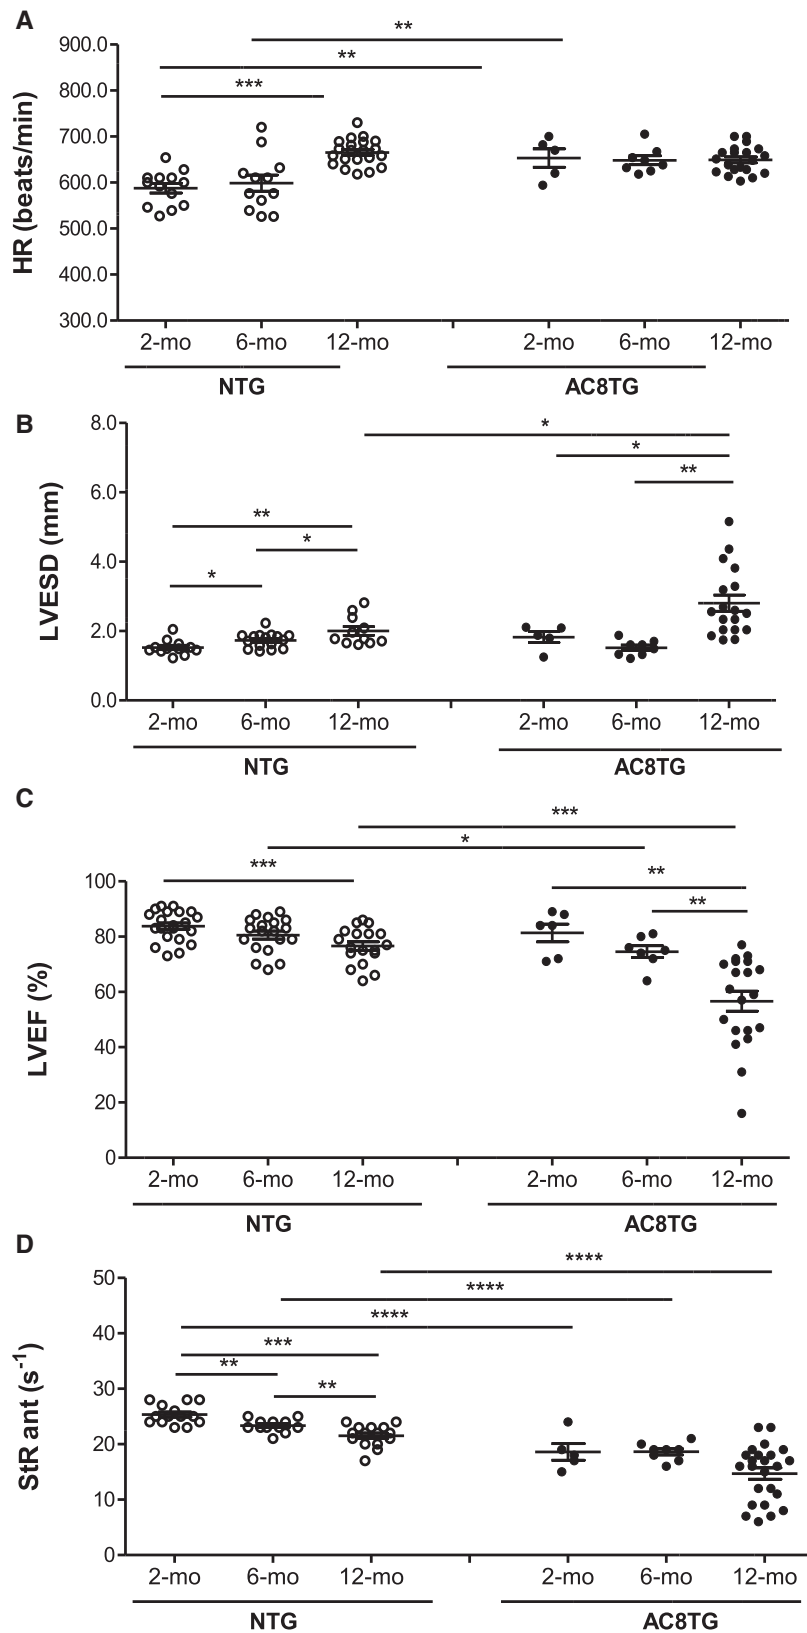 A
**
**
***
900.0
800.0
700.0
600.0
500.0
400.0
300.0
HR (beats/min)
2-mo 6-mo 12-mo 2-mo 6-mo 12-mo
NTG AC8TG
B
*
*
**
**
*
*
8.0
6.0
4.0
2.0
0.0
LVESD (mm)
2-mo 6-mo 12-mo 2-mo 6-mo 12-mo
NTG AC8TG
C
***
*
***
**
**
100
80
60
40
20
0
LVEF (%)
2-mo 6-mo 12-mo 2-mo 6-mo 12-mo
NTG AC8TG
D
****
****
****
***
**
**
50
40
30
20
10
0
StR ant (s⁻¹)
2-mo 6-mo 12-mo 2-mo 6-mo 12-mo
NTG AC8TG